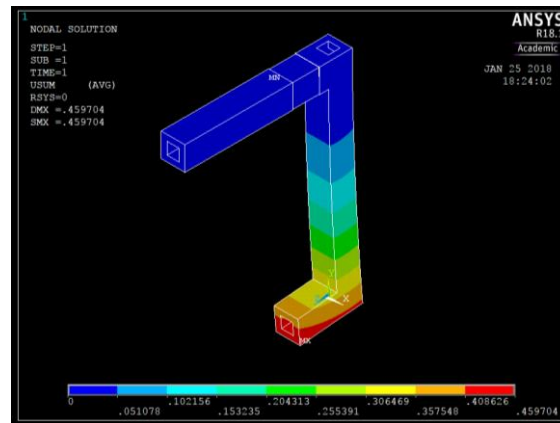 1
NODAL SOLUTION
STEP=1
SUB =1
TIME=1
USUM (AVG)
RSYS=0
DMX =.459704
SMX =.459704
ANSYS
Academic
JAN 25 2018
18:24:02
MN
Y
X
MX
0 .102156 .204313 .306469 .408626
.051078 .153235 .255391 .357548 .459704